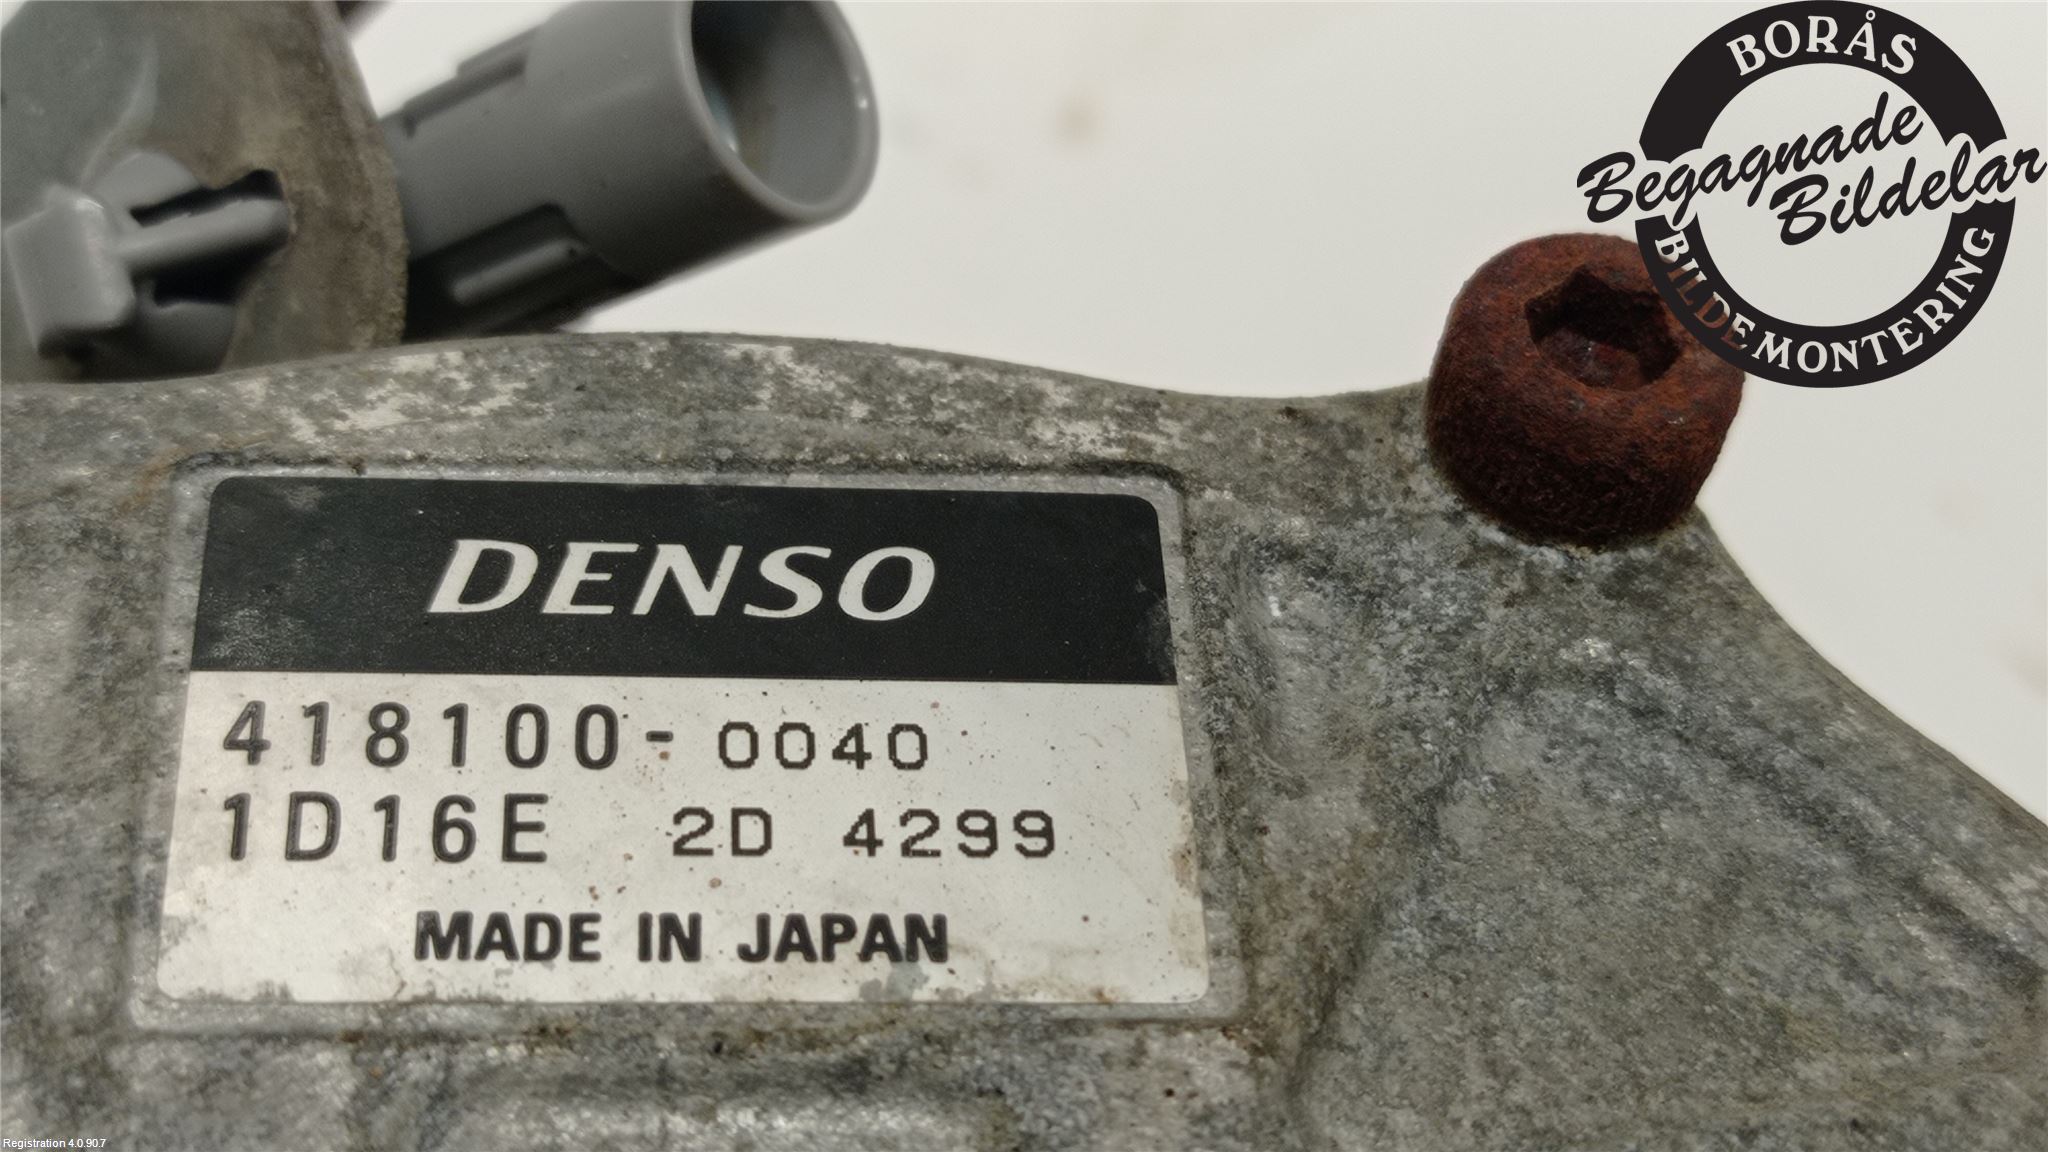 BORÅS
Begagnade
Bildelar
BILDEMONTERING
DENSO
418100-0040
1D16E 2D 4299
MADE IN JAPAN
Registration 4.0.90.7